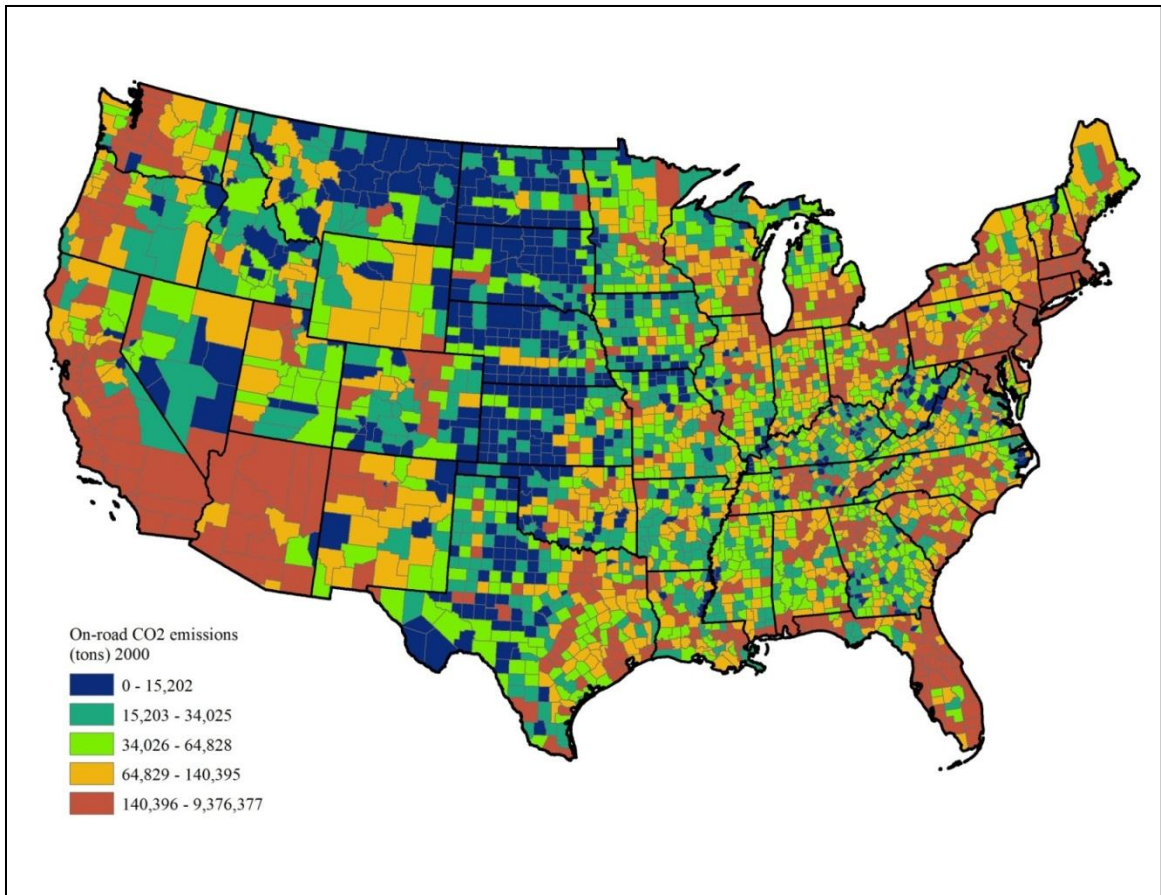 On-road CO2 emissions
(tons) 2000
0 - 15,202
15,203 - 34,025
34,026 - 64,828
64,829 - 140,395
140,396 - 9,376,377